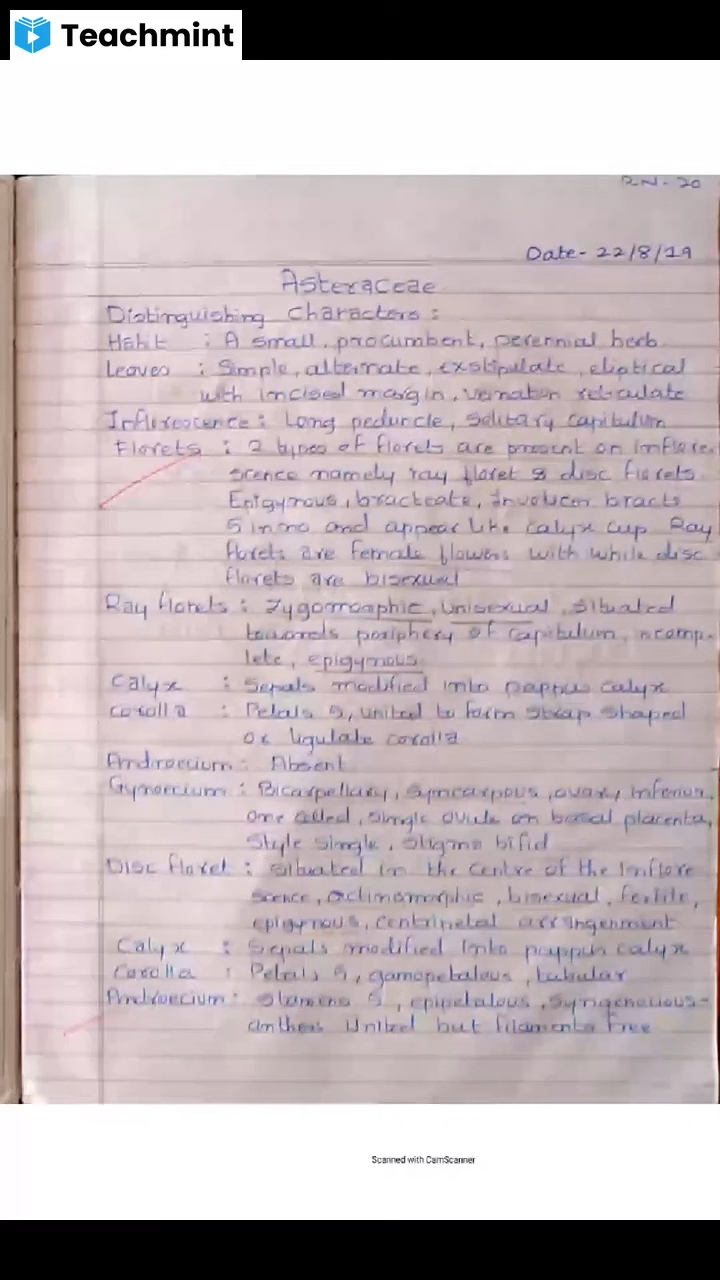 Teachmint
RN - 20
Date - 22/8/19
Asteraceae
Distinguishing Characters :
Habit : A small, procumbent, perennial herb
Leaves : Simple, alternate, exstipulate, eliptical
with incised margin, venation reticulate
Inflorescence : Long peduncle, solitary capitulum
Florets : 2 types of florets are present on inflore-
scence namely ray floret & disc florets
Epigynous, bracteate, Involucer bracts
5 in no and appear like calyx cup. Ray
florets are female flowers with while disc
florets are bisexual
Ray florets : Zygomorphic, Unisexual, situated
towards periphery of capitulum, incomp-
lete, epigynous
Calyx : Sepals modified into pappus calyx
Corolla : Petals 5, united to form strap shaped
or ligulate corolla
Androecium : Absent
Gynoecium : Bicarpellary, syncarpous, ovary inferior,
one celled, single ovule on basal placenta,
Style single, stigma bifid
Disc floret : situated in the centre of the inflore
scence, actinomorphic, bisexual, fertile,
epigynous, centripetal arrangenment
Calyx : Sepals modified into pappus calyx
Corolla : Petals 5, gamopetalous, tubular
Androecium : Stamens 5, epipetalous, syngenecious-
anthers United but filaments free
Scanned with CamScanner